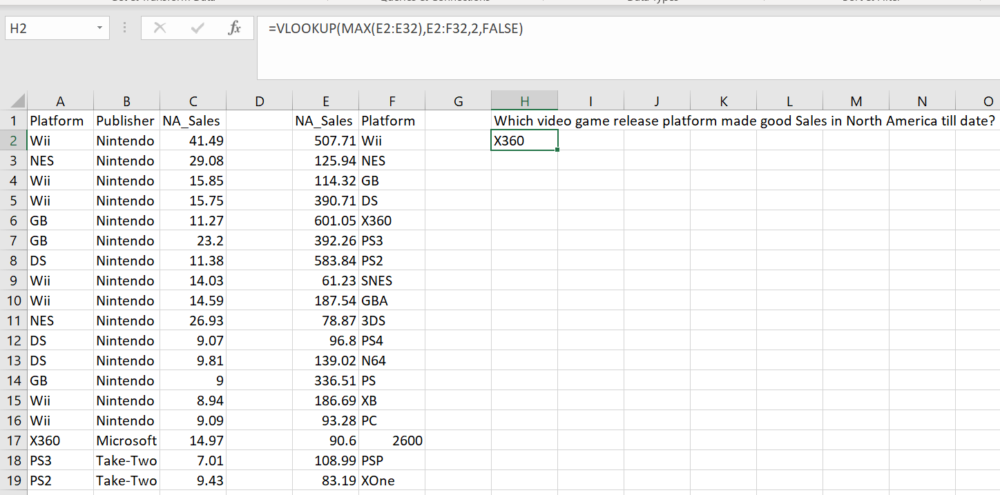 H2 fx =VLOOKUP(MAX(E2:E32),E2:F32,2,FALSE)
A B C D E F G H I J K L M N O
1 Platform Publisher NA_Sales NA_Sales Platform Which video game release platform made good Sales in North America till date?
2 Wii Nintendo 41.49 507.71 Wii X360
3 NES Nintendo 29.08 125.94 NES
4 Wii Nintendo 15.85 114.32 GB
5 Wii Nintendo 15.75 390.71 DS
6 GB Nintendo 11.27 601.05 X360
7 GB Nintendo 23.2 392.26 PS3
8 DS Nintendo 11.38 583.84 PS2
9 Wii Nintendo 14.03 61.23 SNES
10 Wii Nintendo 14.59 187.54 GBA
11 NES Nintendo 26.93 78.87 3DS
12 DS Nintendo 9.07 96.8 PS4
13 DS Nintendo 9.81 139.02 N64
14 GB Nintendo 9 336.51 PS
15 Wii Nintendo 8.94 186.69 XB
16 Wii Nintendo 9.09 93.28 PC
17 X360 Microsoft 14.97 90.6 2600
18 PS3 Take-Two 7.01 108.99 PSP
19 PS2 Take-Two 9.43 83.19 XOne